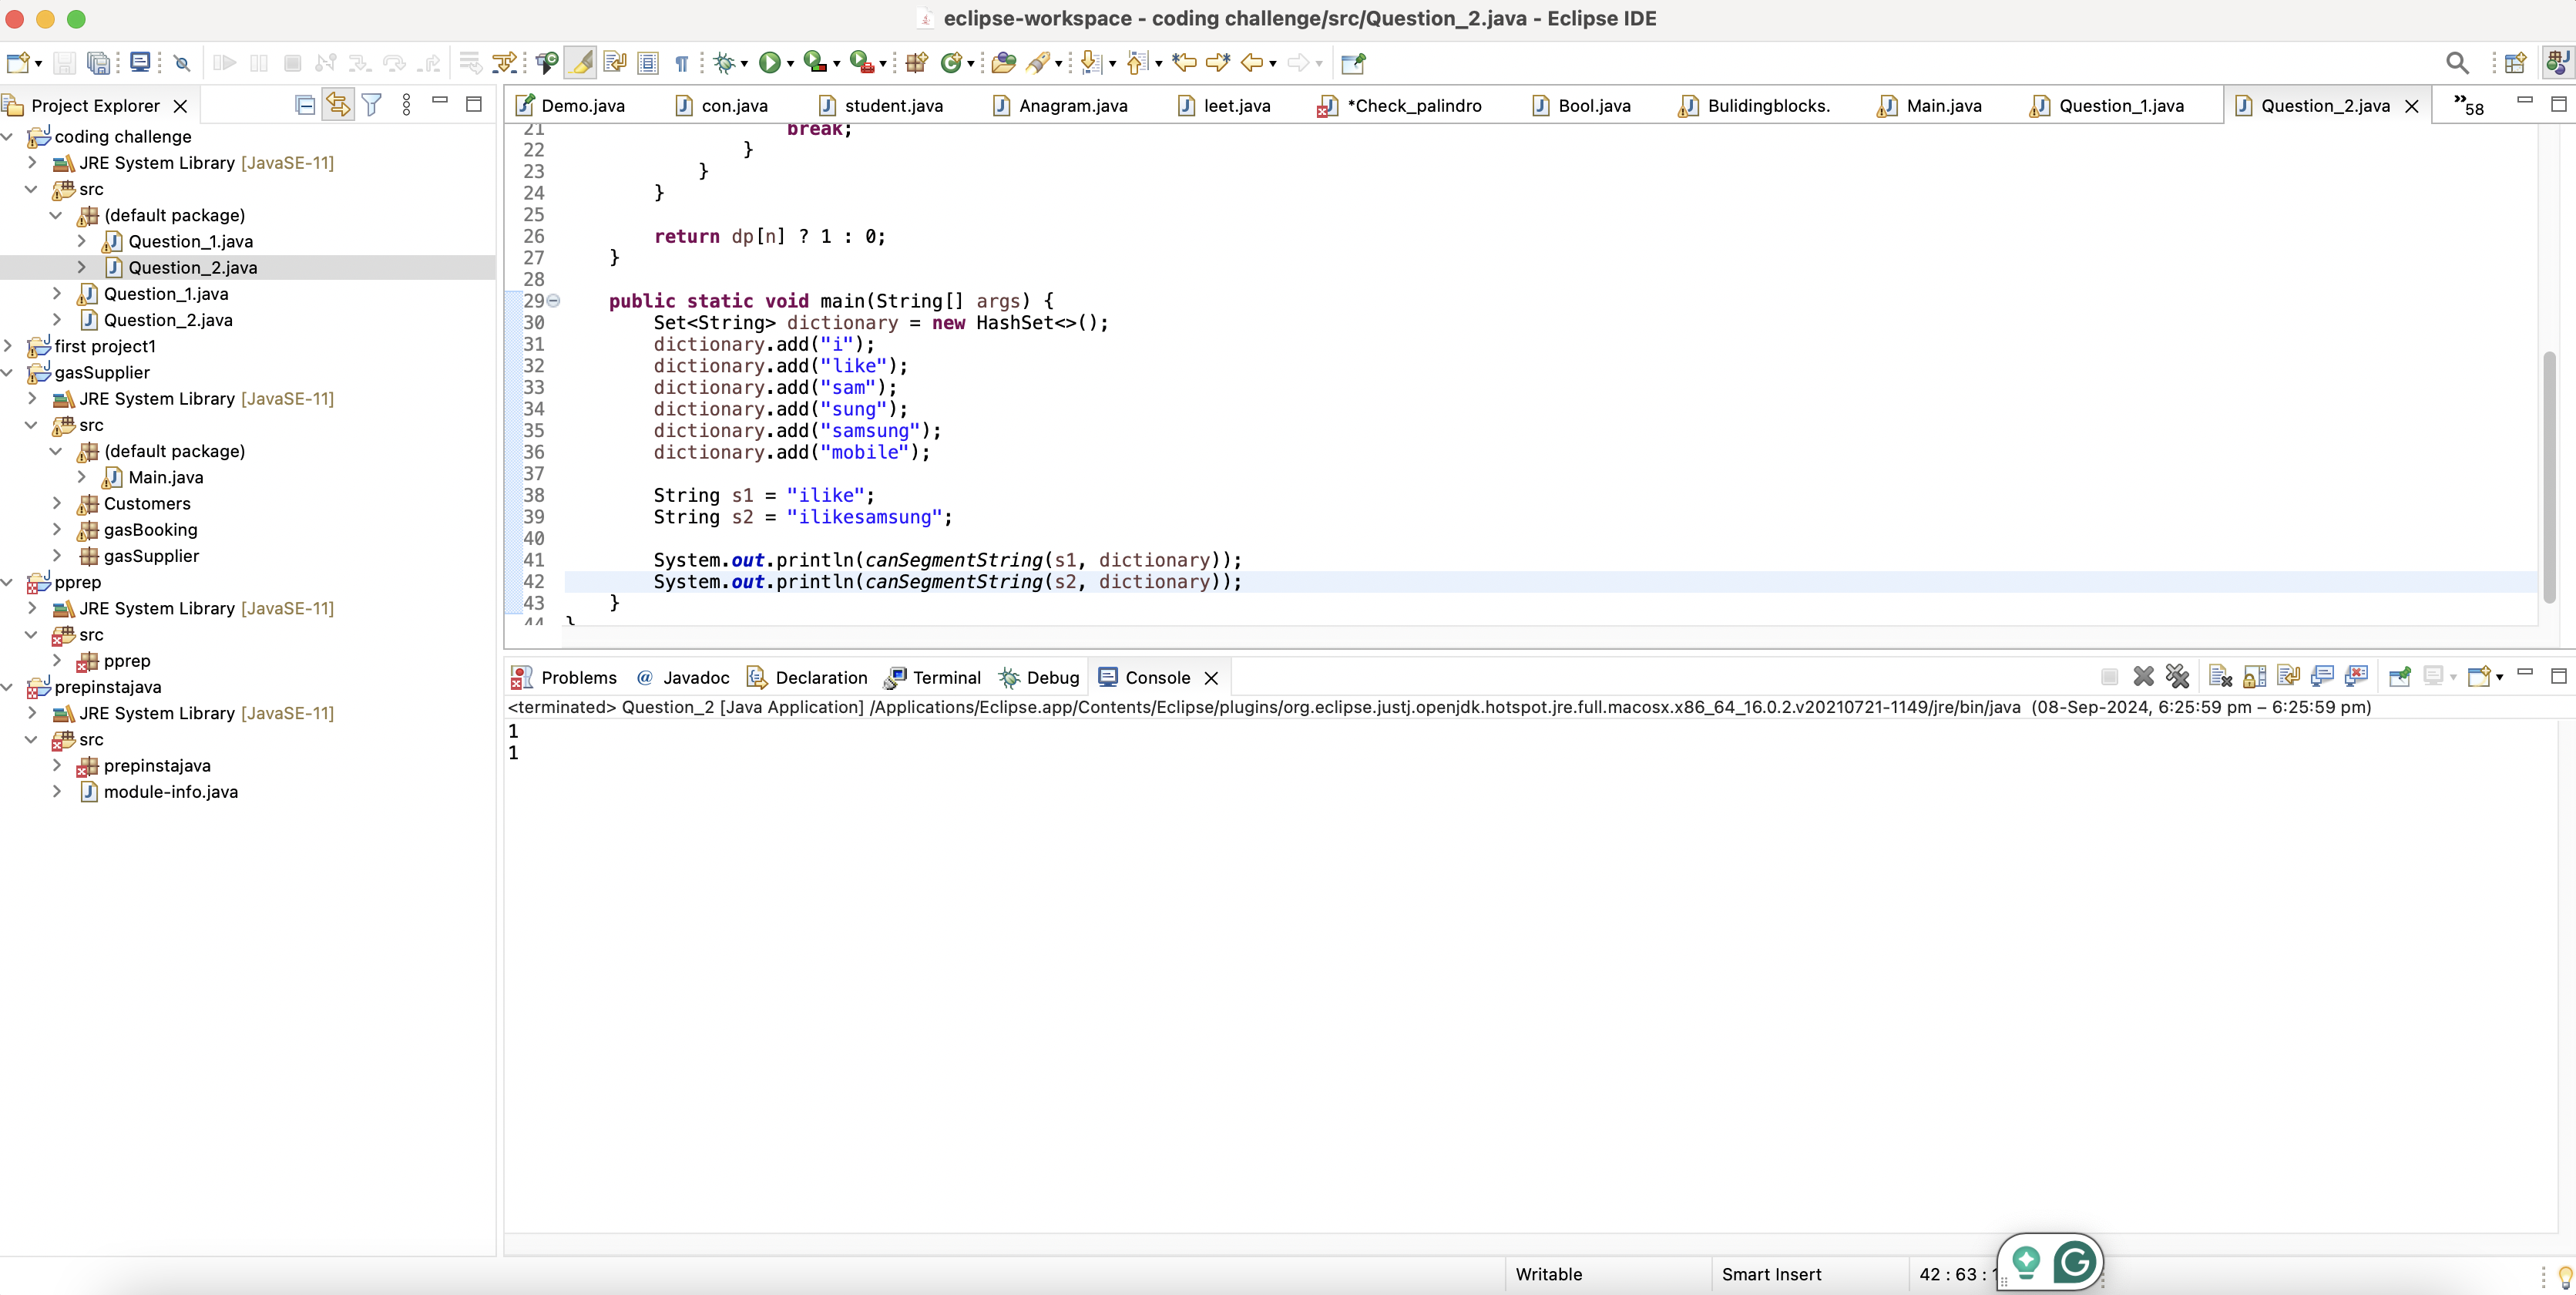 eclipse-workspace - coding challenge/src/Question_2.java - Eclipse IDE
Project Explorer
coding challenge
JRE System Library [JavaSE-11]
src
(default package)
Question_1.java
Question_2.java
Question_1.java
Question_2.java
first project1
gasSupplier
JRE System Library [JavaSE-11]
src
(default package)
Main.java
Customers
gasBooking
gasSupplier
pprep
JRE System Library [JavaSE-11]
src
pprep
prepinstajava
JRE System Library [JavaSE-11]
src
prepinstajava
module-info.java
Demo.java con.java student.java Anagram.java leet.java *Check_palindro Bool.java Bulidingblocks. Main.java Question_1.java Question_2.java »58
21 break;
22 }
23 }
24 }
25
26 return dp[n] ? 1 : 0;
27 }
28
29 public static void main(String[] args) {
30 Set<String> dictionary = new HashSet<>();
31 dictionary.add("i");
32 dictionary.add("like");
33 dictionary.add("sam");
34 dictionary.add("sung");
35 dictionary.add("samsung");
36 dictionary.add("mobile");
37
38 String s1 = "ilike";
39 String s2 = "ilikesamsung";
40
41 System.out.println(canSegmentString(s1, dictionary));
42 System.out.println(canSegmentString(s2, dictionary));
43 }
44 }
Problems @ Javadoc Declaration Terminal Debug Console
<terminated> Question_2 [Java Application] /Applications/Eclipse.app/Contents/Eclipse/plugins/org.eclipse.justj.openjdk.hotspot.jre.full.macosx.x86_64_16.0.2.v20210721-1149/jre/bin/java (08-Sep-2024, 6:25:59 pm – 6:25:59 pm)
1
1
Writable Smart Insert 42 : 63 :